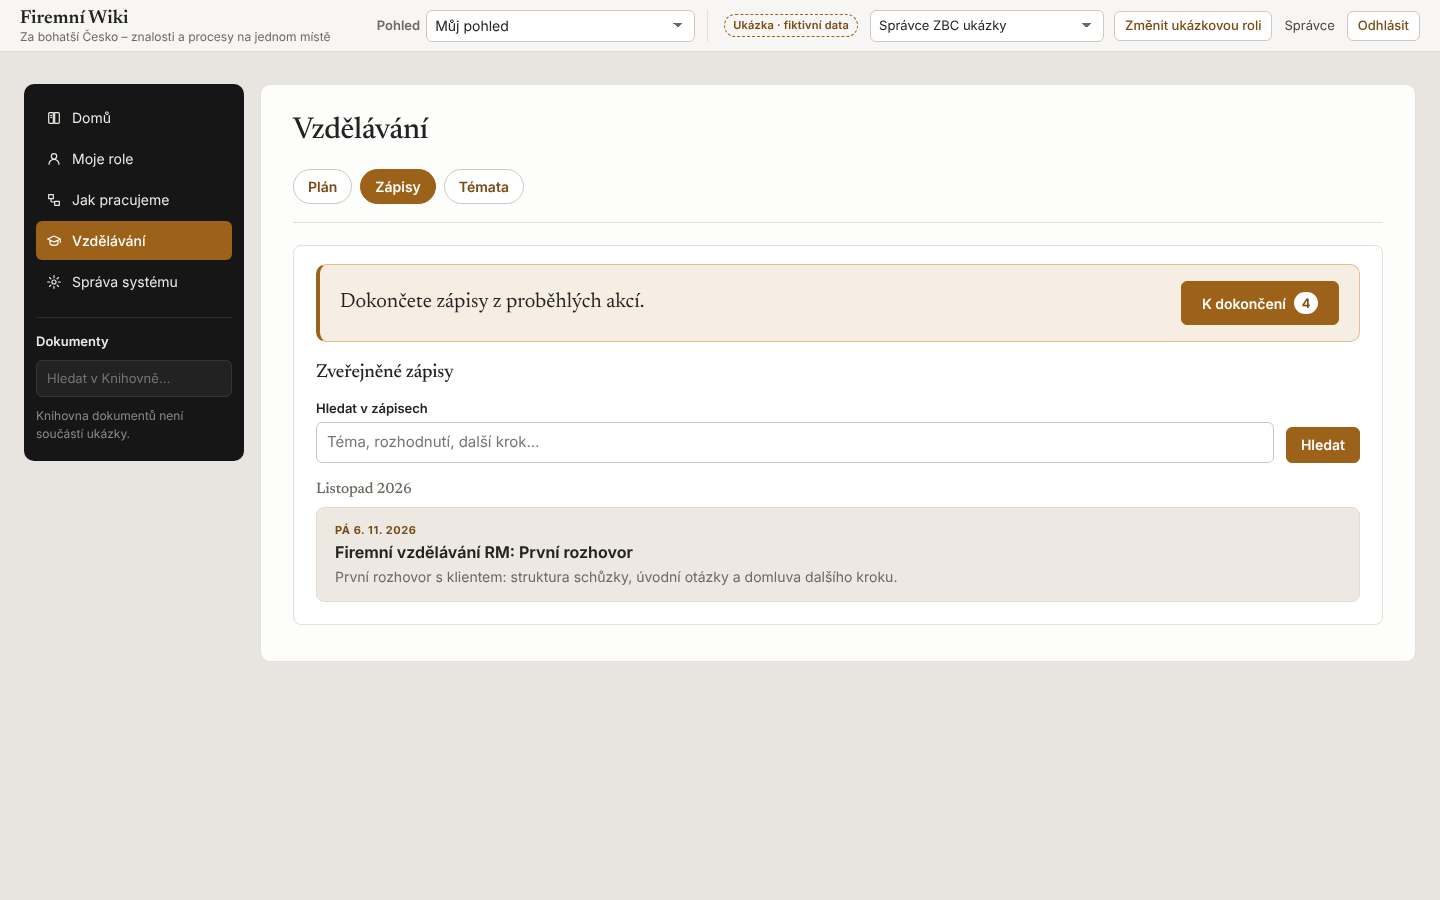 Firemní Wiki
Za bohatší Česko – znalosti a procesy na jednom místě
Pohled
Můj pohled
Ukázka · fiktivní data
Správce ZBC ukázky
Změnit ukázkovou roli
Správce
Odhlásit
Domů
Moje role
Jak pracujeme
Vzdělávání
Správa systému
Dokumenty
Hledat v Knihovně...
Knihovna dokumentů není
součástí ukázky.
Vzdělávání
Plán
Zápisy
Témata
Dokončete zápisy z proběhlých akcí.
K dokončení 4
Zveřejněné zápisy
Hledat v zápisech
Téma, rozhodnutí, další krok...
Hledat
Listopad 2026
PÁ 6. 11. 2026
Firemní vzdělávání RM: První rozhovor
První rozhovor s klientem: struktura schůzky, úvodní otázky a domluva dalšího kroku.